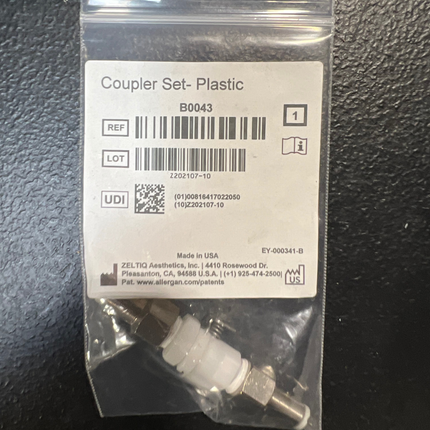 Coupler Set- Plastic
B0043
REF
1
LOT
Z202107-10
UDI
(01)00816417022050
(10)Z202107-10
EY-000341-B
Made in USA
ZELTIQ Aesthetics, Inc. | 4410 Rosewood Dr.
Pleasanton, CA, 94588 U.S.A. | (+1) 925-474-2500|
Pat. www.allergan.com/patents
US